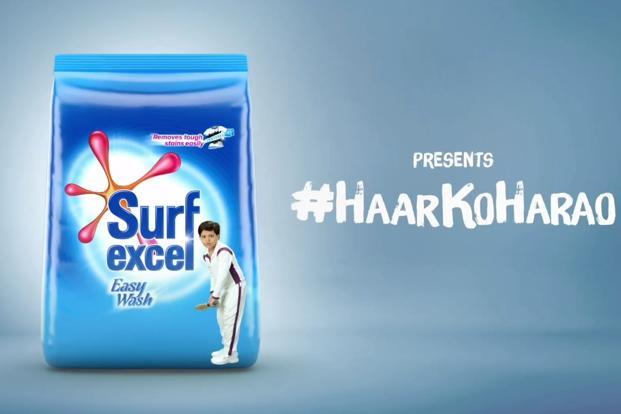 Removes tough
stains easily
Surf
excel
Easy
Wash
PRESENTS
#HAARKOHARAO